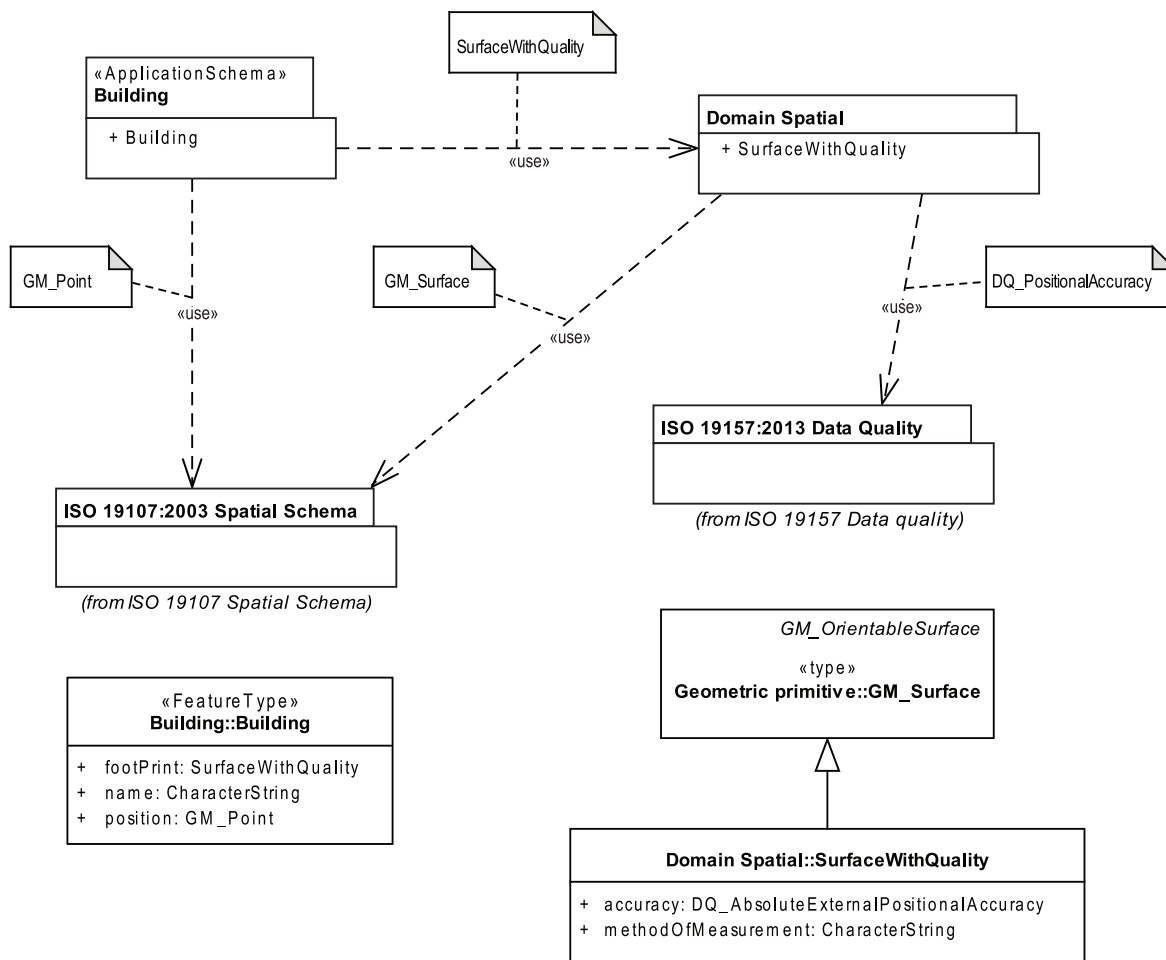 SurfaceWithQuality
«ApplicationSchema»
Building
+ Building
Domain Spatial
+ SurfaceWithQuality
«use»
GM_Point
«use»
GM_Surface
«use»
DQ_PositionalAccuracy
«use»
ISO 19157:2013 Data Quality
(from ISO 19157 Data quality)
ISO 19107:2003 Spatial Schema
(from ISO 19107 Spatial Schema)
GM_OrientableSurface
«type»
Geometric primitive::GM_Surface
«FeatureType»
Building::Building
+ footPrint: SurfaceWithQuality
+ name: CharacterString
+ position: GM_Point
Domain Spatial::SurfaceWithQuality
+ accuracy: DQ_AbsoluteExternalPositionalAccuracy
+ methodOfMeasurement: CharacterString